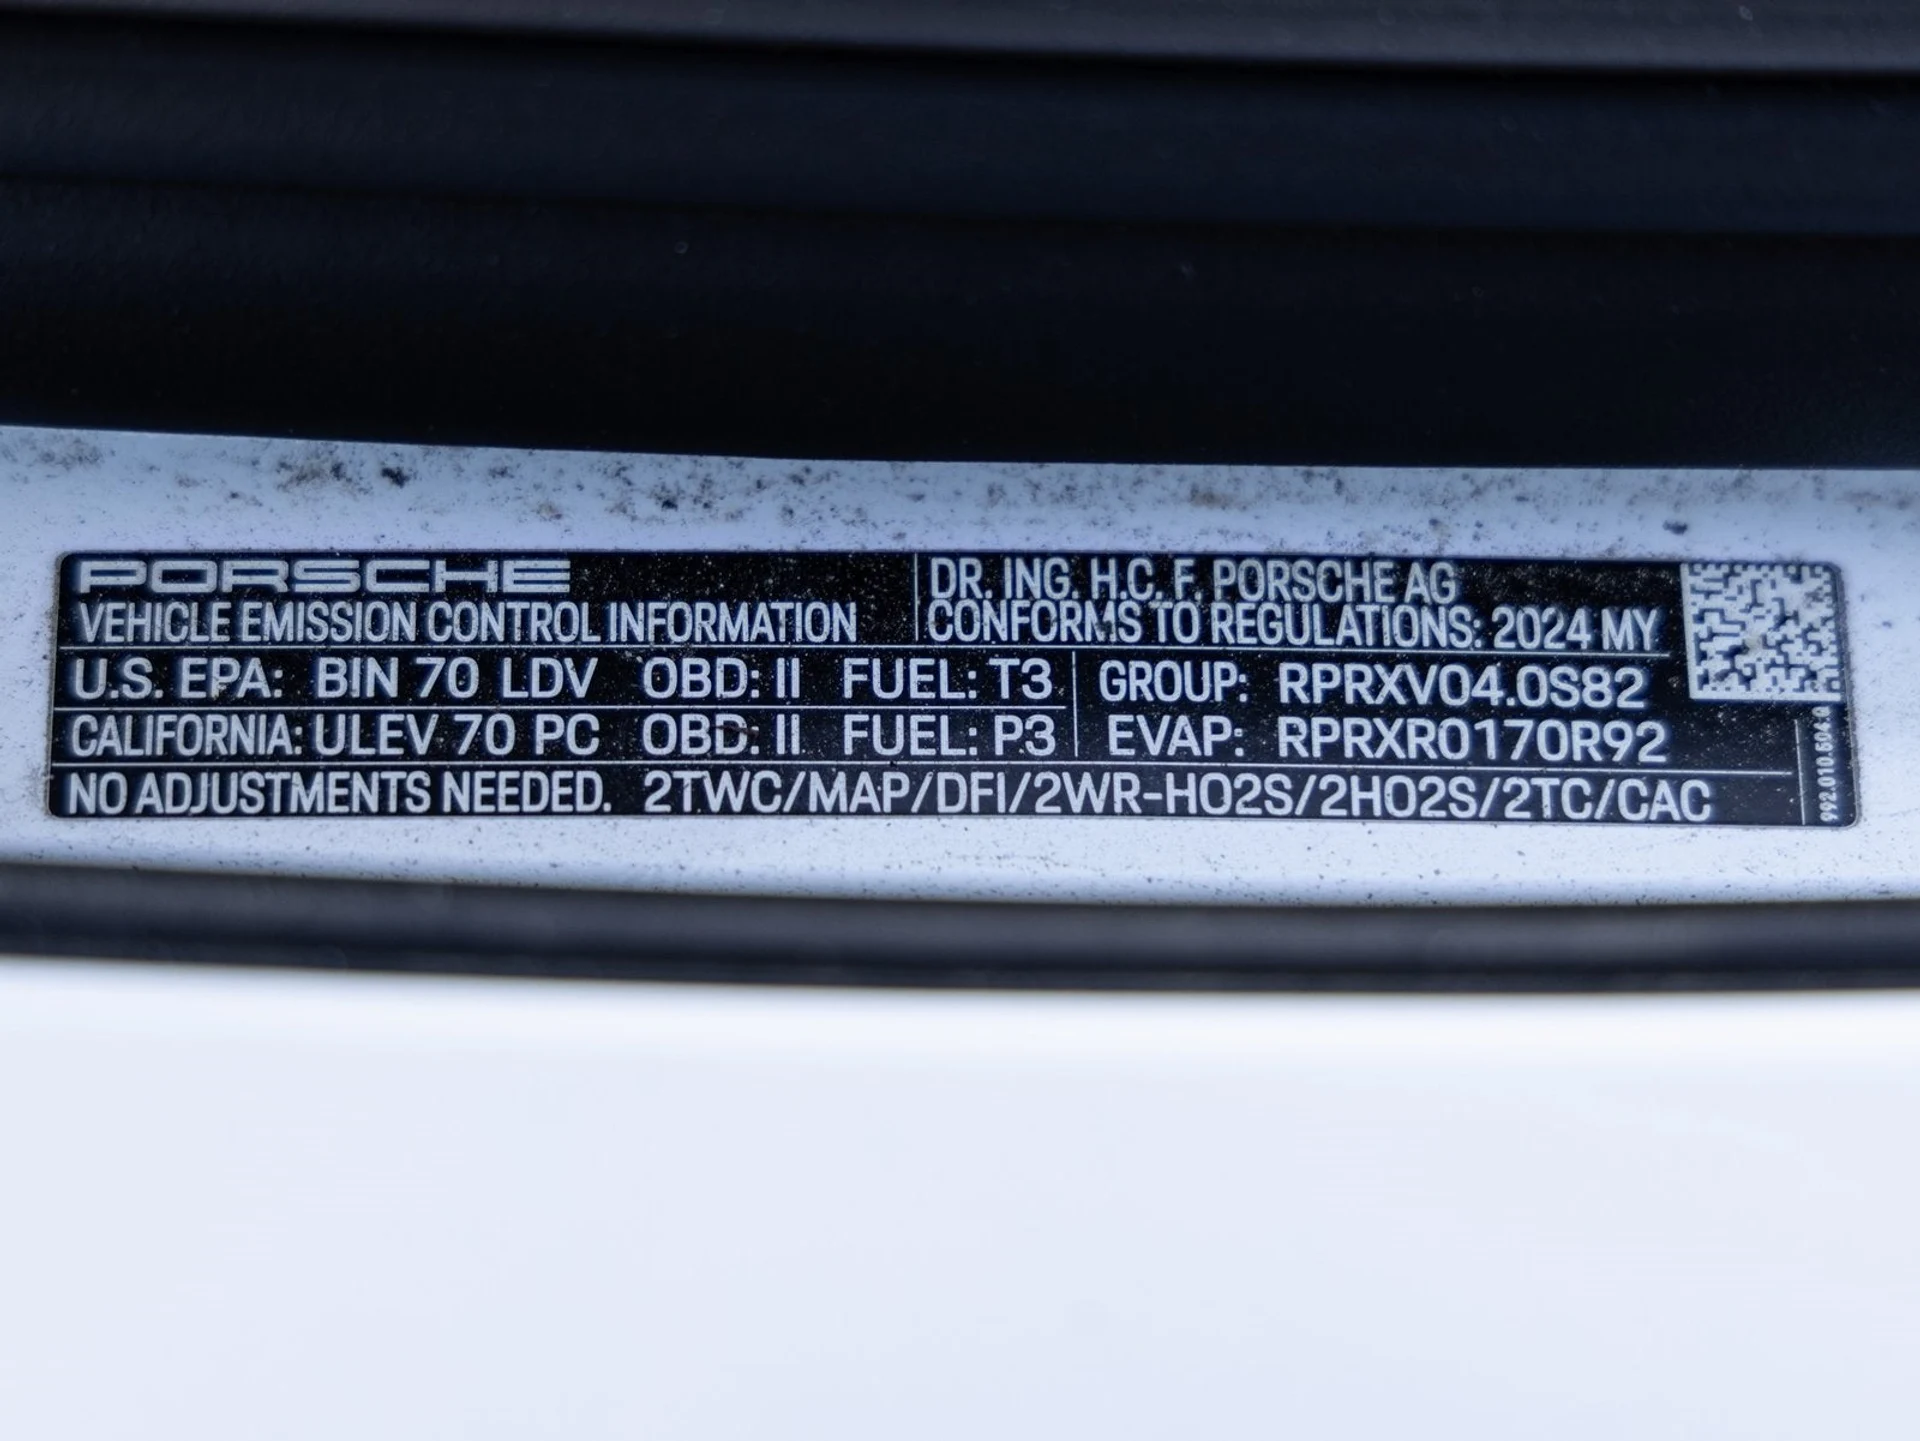 PORSCHE
VEHICLE EMISSION CONTROL INFORMATION
DR. ING. H.C. F. PORSCHE AG
CONFORMS TO REGULATIONS: 2024 MY
U.S. EPA: BIN 70 LDV OBD: II FUEL: T3
CALIFORNIA: ULEV 70 PC OBD: II FUEL: P3
GROUP: RPRXV04.0S82
EVAP: RPRXR0170R92
NO ADJUSTMENTS NEEDED. 2TWC/MAP/DFI/2WR-HO2S/2HO2S/2TC/CAC